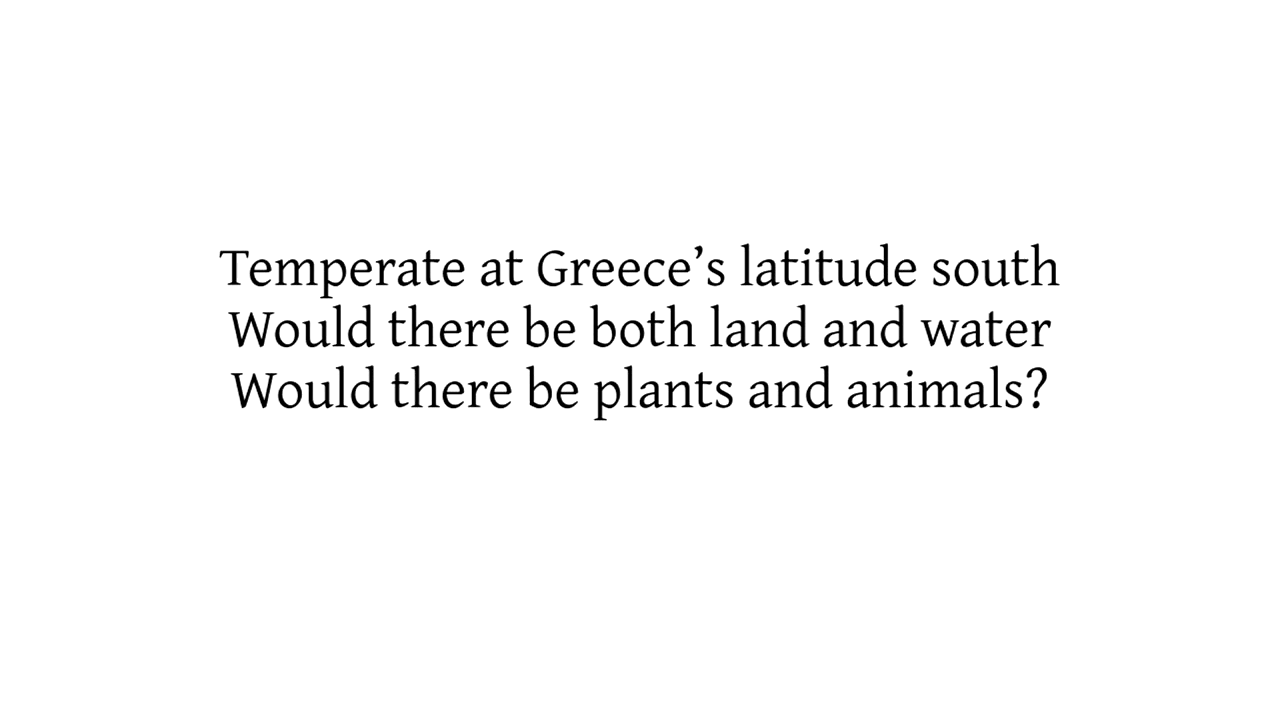 Temperate at Greece’s latitude south
Would there be both land and water
Would there be plants and animals?